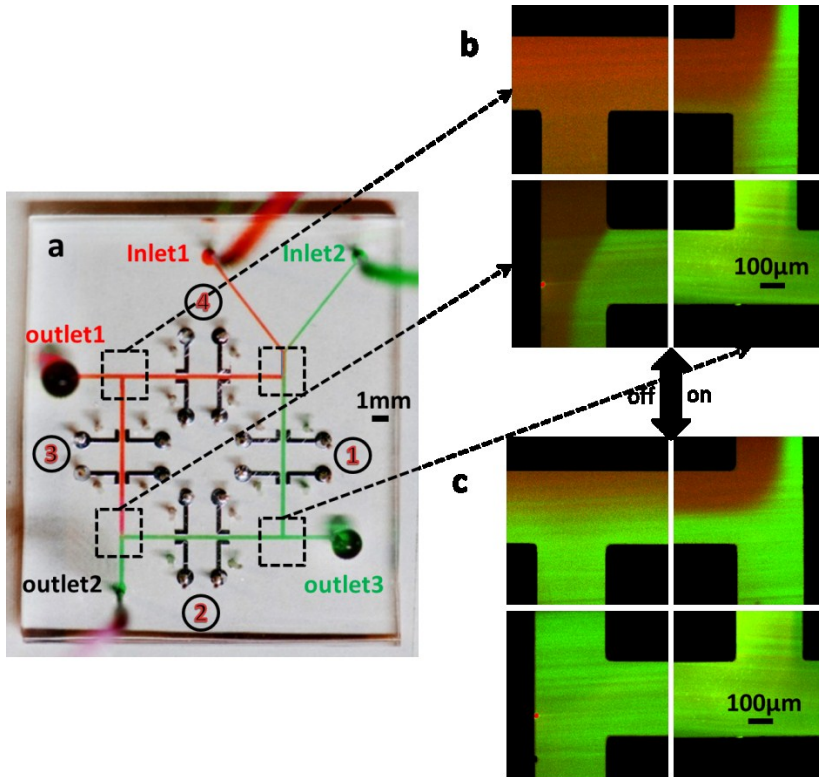 b
a
Inlet1
Inlet2
④
outlet1
1mm
③
①
outlet2
②
outlet3
100µm
off
on
c
100µm